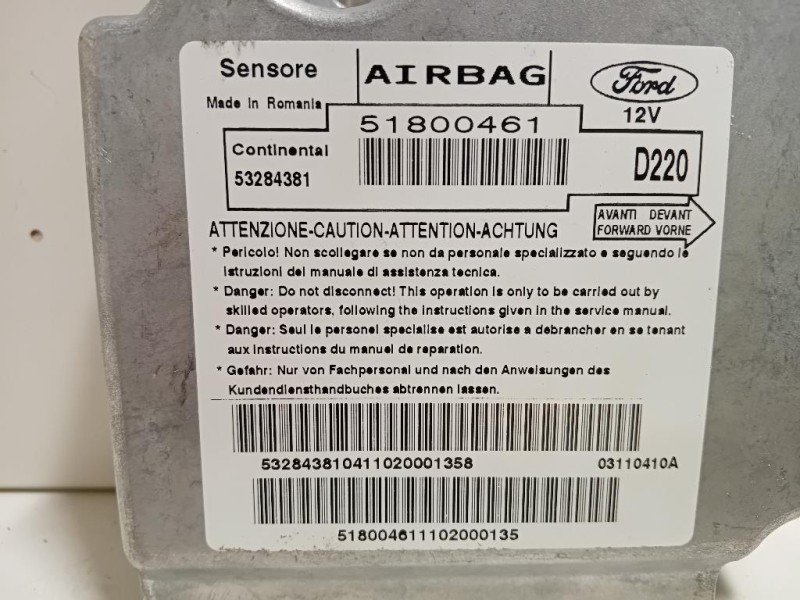 Sensore AIRBAG Ford
Made in Romania 12V
51800461
Continental D220
53284381
ATTENZIONE-CAUTION-ATTENTION-ACHTUNG
AVANTI DEVANT
FORWARD VORNE
* Pericolo! Non scollegare se non da personale specializzato e seguendo le
istruzioni del manuale di assistenza tecnica.
* Danger: Do not disconnect! This operation is only to be carried out by
skilled operators, following the instructions given in the service manual.
* Danger: Seul le personel specialise est autorise a debrancher en se tenant
aux instructions du manuel de reparation.
* Gefahr: Nur von Fachpersonal und nach den Anweisungen des
Kundendiensthandbuches abtrennen lassen.
532843810411020001358 03110410A
518004611102000135